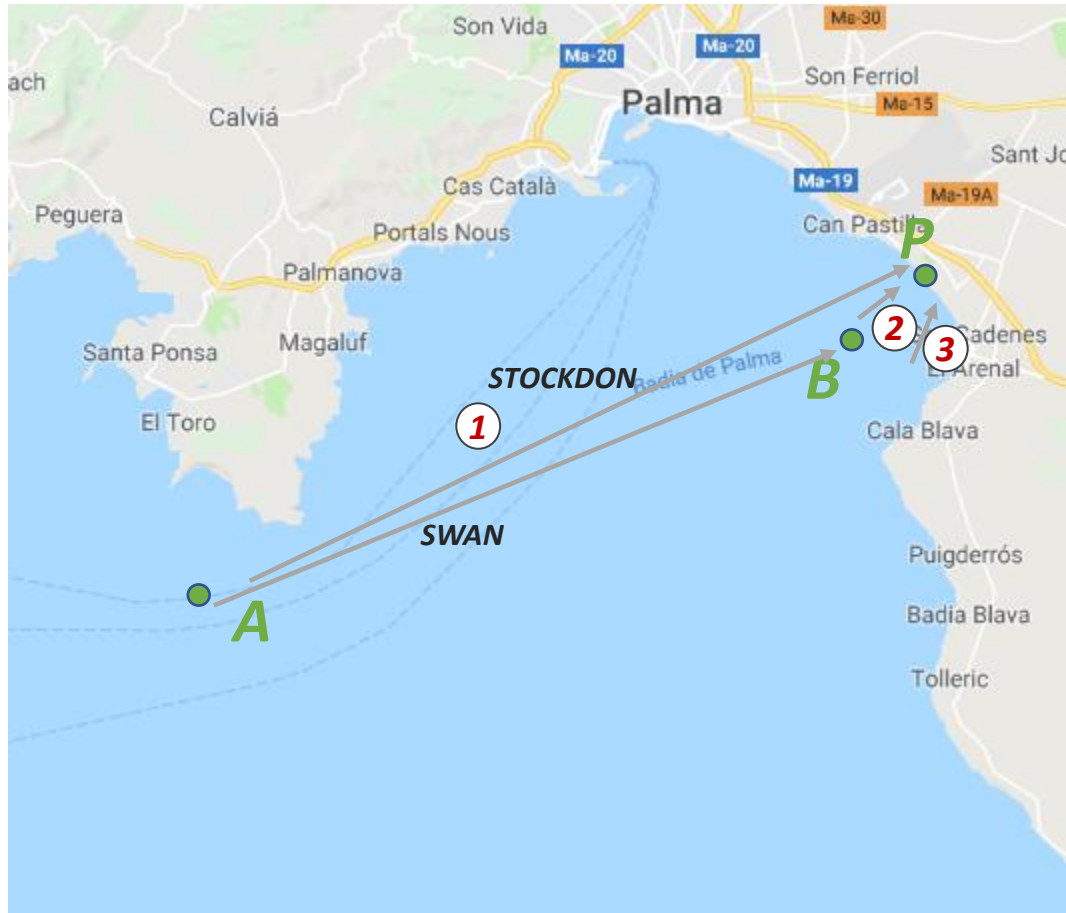 Son Vida
Ma-30
Ma-20
Ma-20
ach
Son Ferriol
Palma
Ma-15
Calvià
Sant Jo
Ma-19
Cas Català
Ma-19A
Peguera
Can Pastilla
Portals Nous
P
Palmanova
2
Cadenes
Santa Ponsa
Magaluf
3
El Arenal
Badia de Palma
STOCKDON
B
El Toro
1
Cala Blava
SWAN
Puigderrós
A
Badia Blava
Tolleric